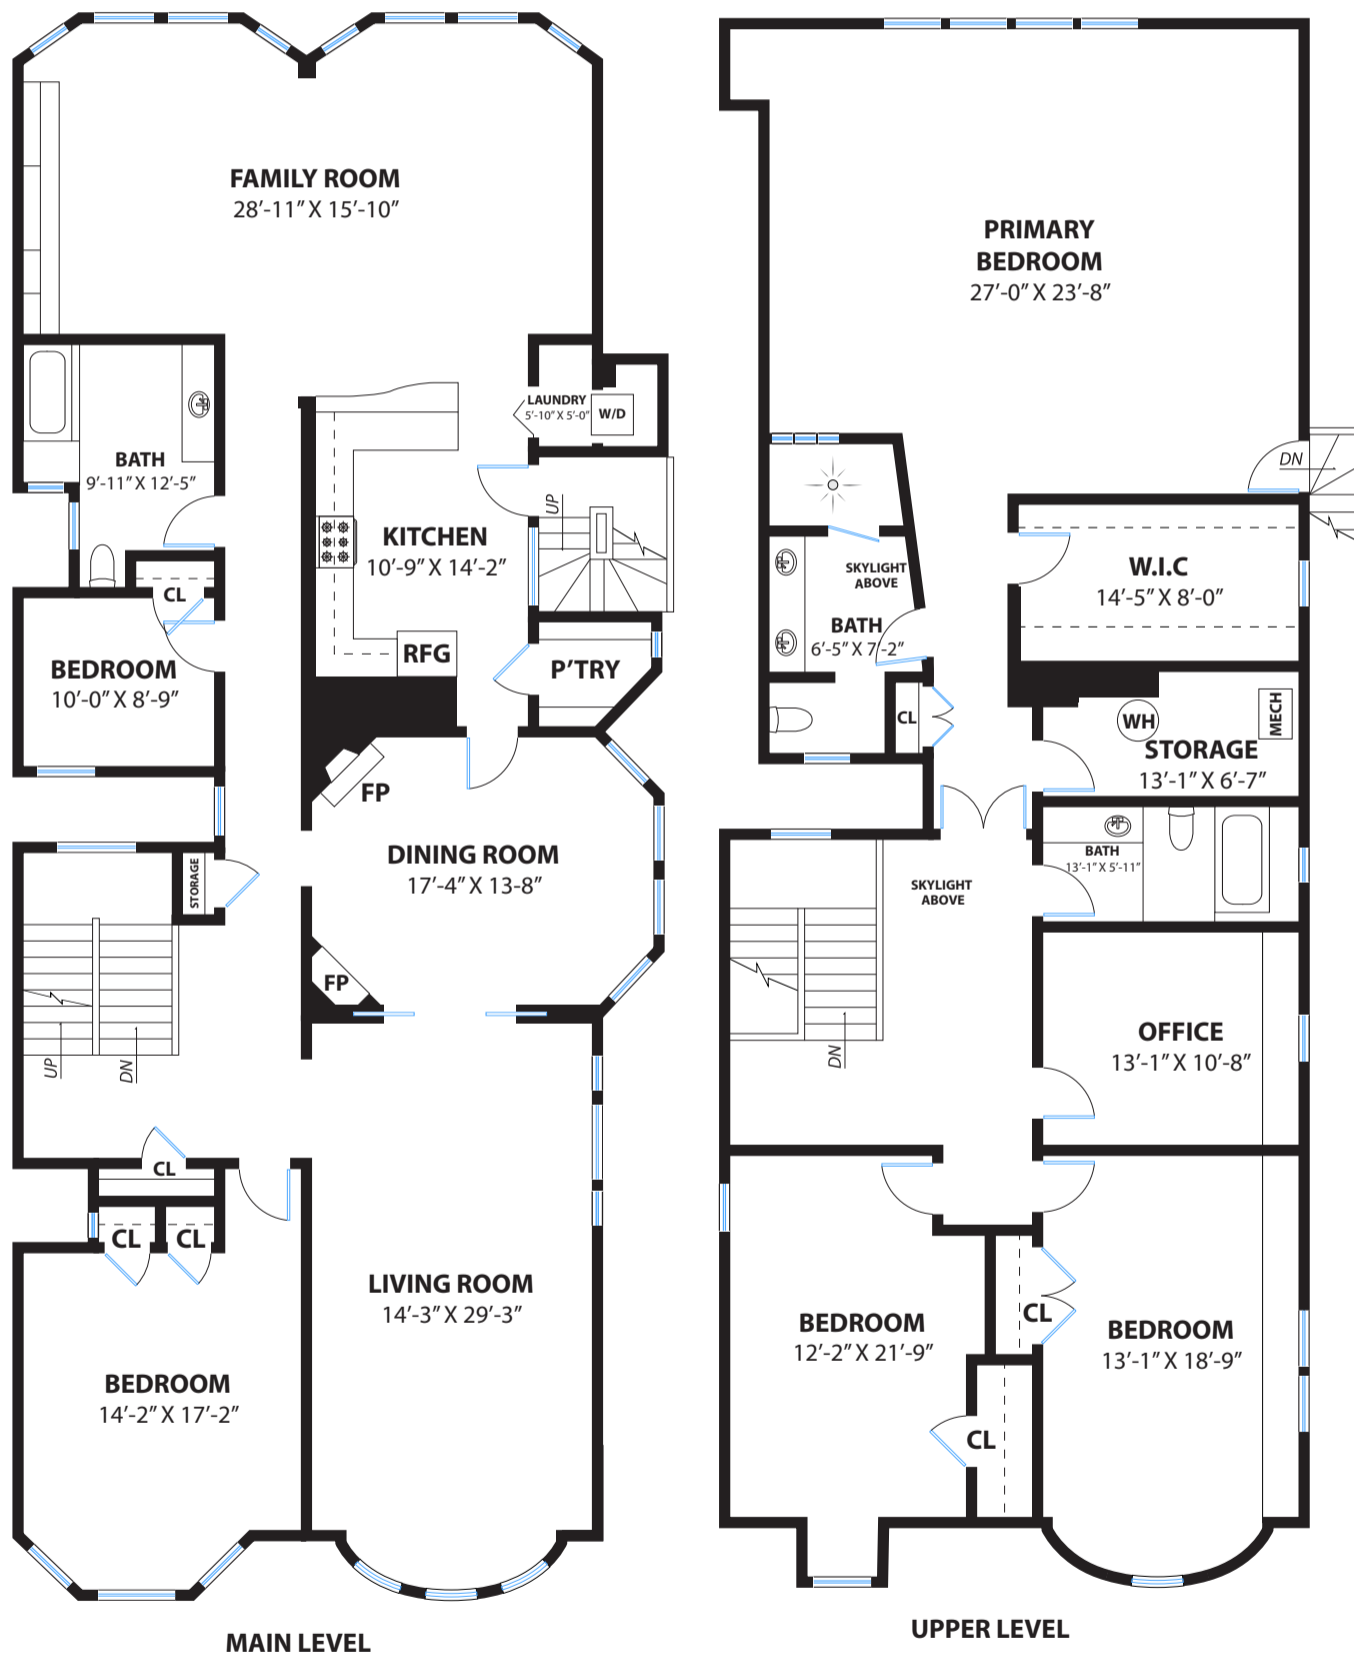 FAMILY ROOM
28’-11” X 15’-10”
LAUNDRY
5’-10” X 5’-0”
W/D
BATH
9’-11” X 12’-5”
UP
KITCHEN
10’-9” X 14’-2”
CL
RFG
P’TRY
BEDROOM
10’-0” X 8’-9”
FP
DINING ROOM
17’-4” X 13-8”
STORAGE
FP
UP
DN
CL
CL
CL
LIVING ROOM
14’-3” X 29’-3”
BEDROOM
14’-2” X 17’-2”
MAIN LEVEL
PRIMARY
BEDROOM
27’-0” X 23’-8”
DN
SKYLIGHT
ABOVE
W.I.C
14’-5” X 8’-0”
BATH
6’-5” X 7’-2”
CL
WH
MECH
STORAGE
13’-1” X 6’-7”
BATH
13’-1” X 5’-11”
SKYLIGHT
ABOVE
DN
OFFICE
13’-1” X 10’-8”
CL
BEDROOM
12’-2” X 21’-9”
BEDROOM
13’-1” X 18’-9”
CL
UPPER LEVEL